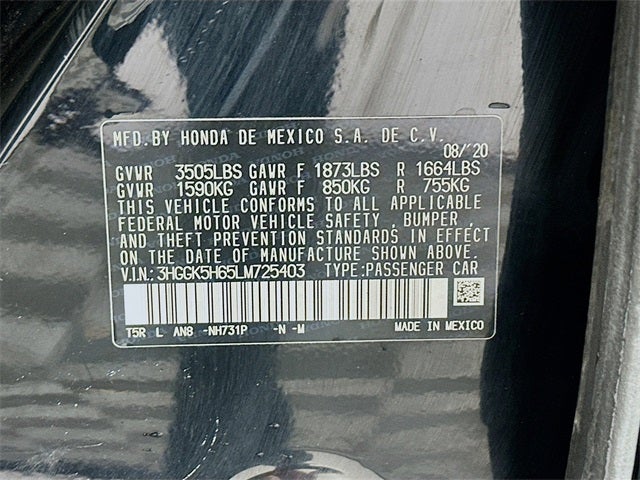 MFD. BY HONDA DE MEXICO S.A. DE C.V.
08/'20
GVWR 3505LBS GAWR F 1873LBS R 1664LBS
GVWR 1590KG GAWR F 850KG R 755KG
THIS VEHICLE CONFORMS TO ALL APPLICABLE
FEDERAL MOTOR VEHICLE SAFETY , BUMPER ,
AND THEFT PREVENTION STANDARDS IN EFFECT
ON THE DATE OF MANUFACTURE SHOWN ABOVE.
V.I.N.: 3HGGK5H65LM725403 TYPE:PASSENGER CAR
T5R L AN8 -NH731P -N -M MADE IN MEXICO